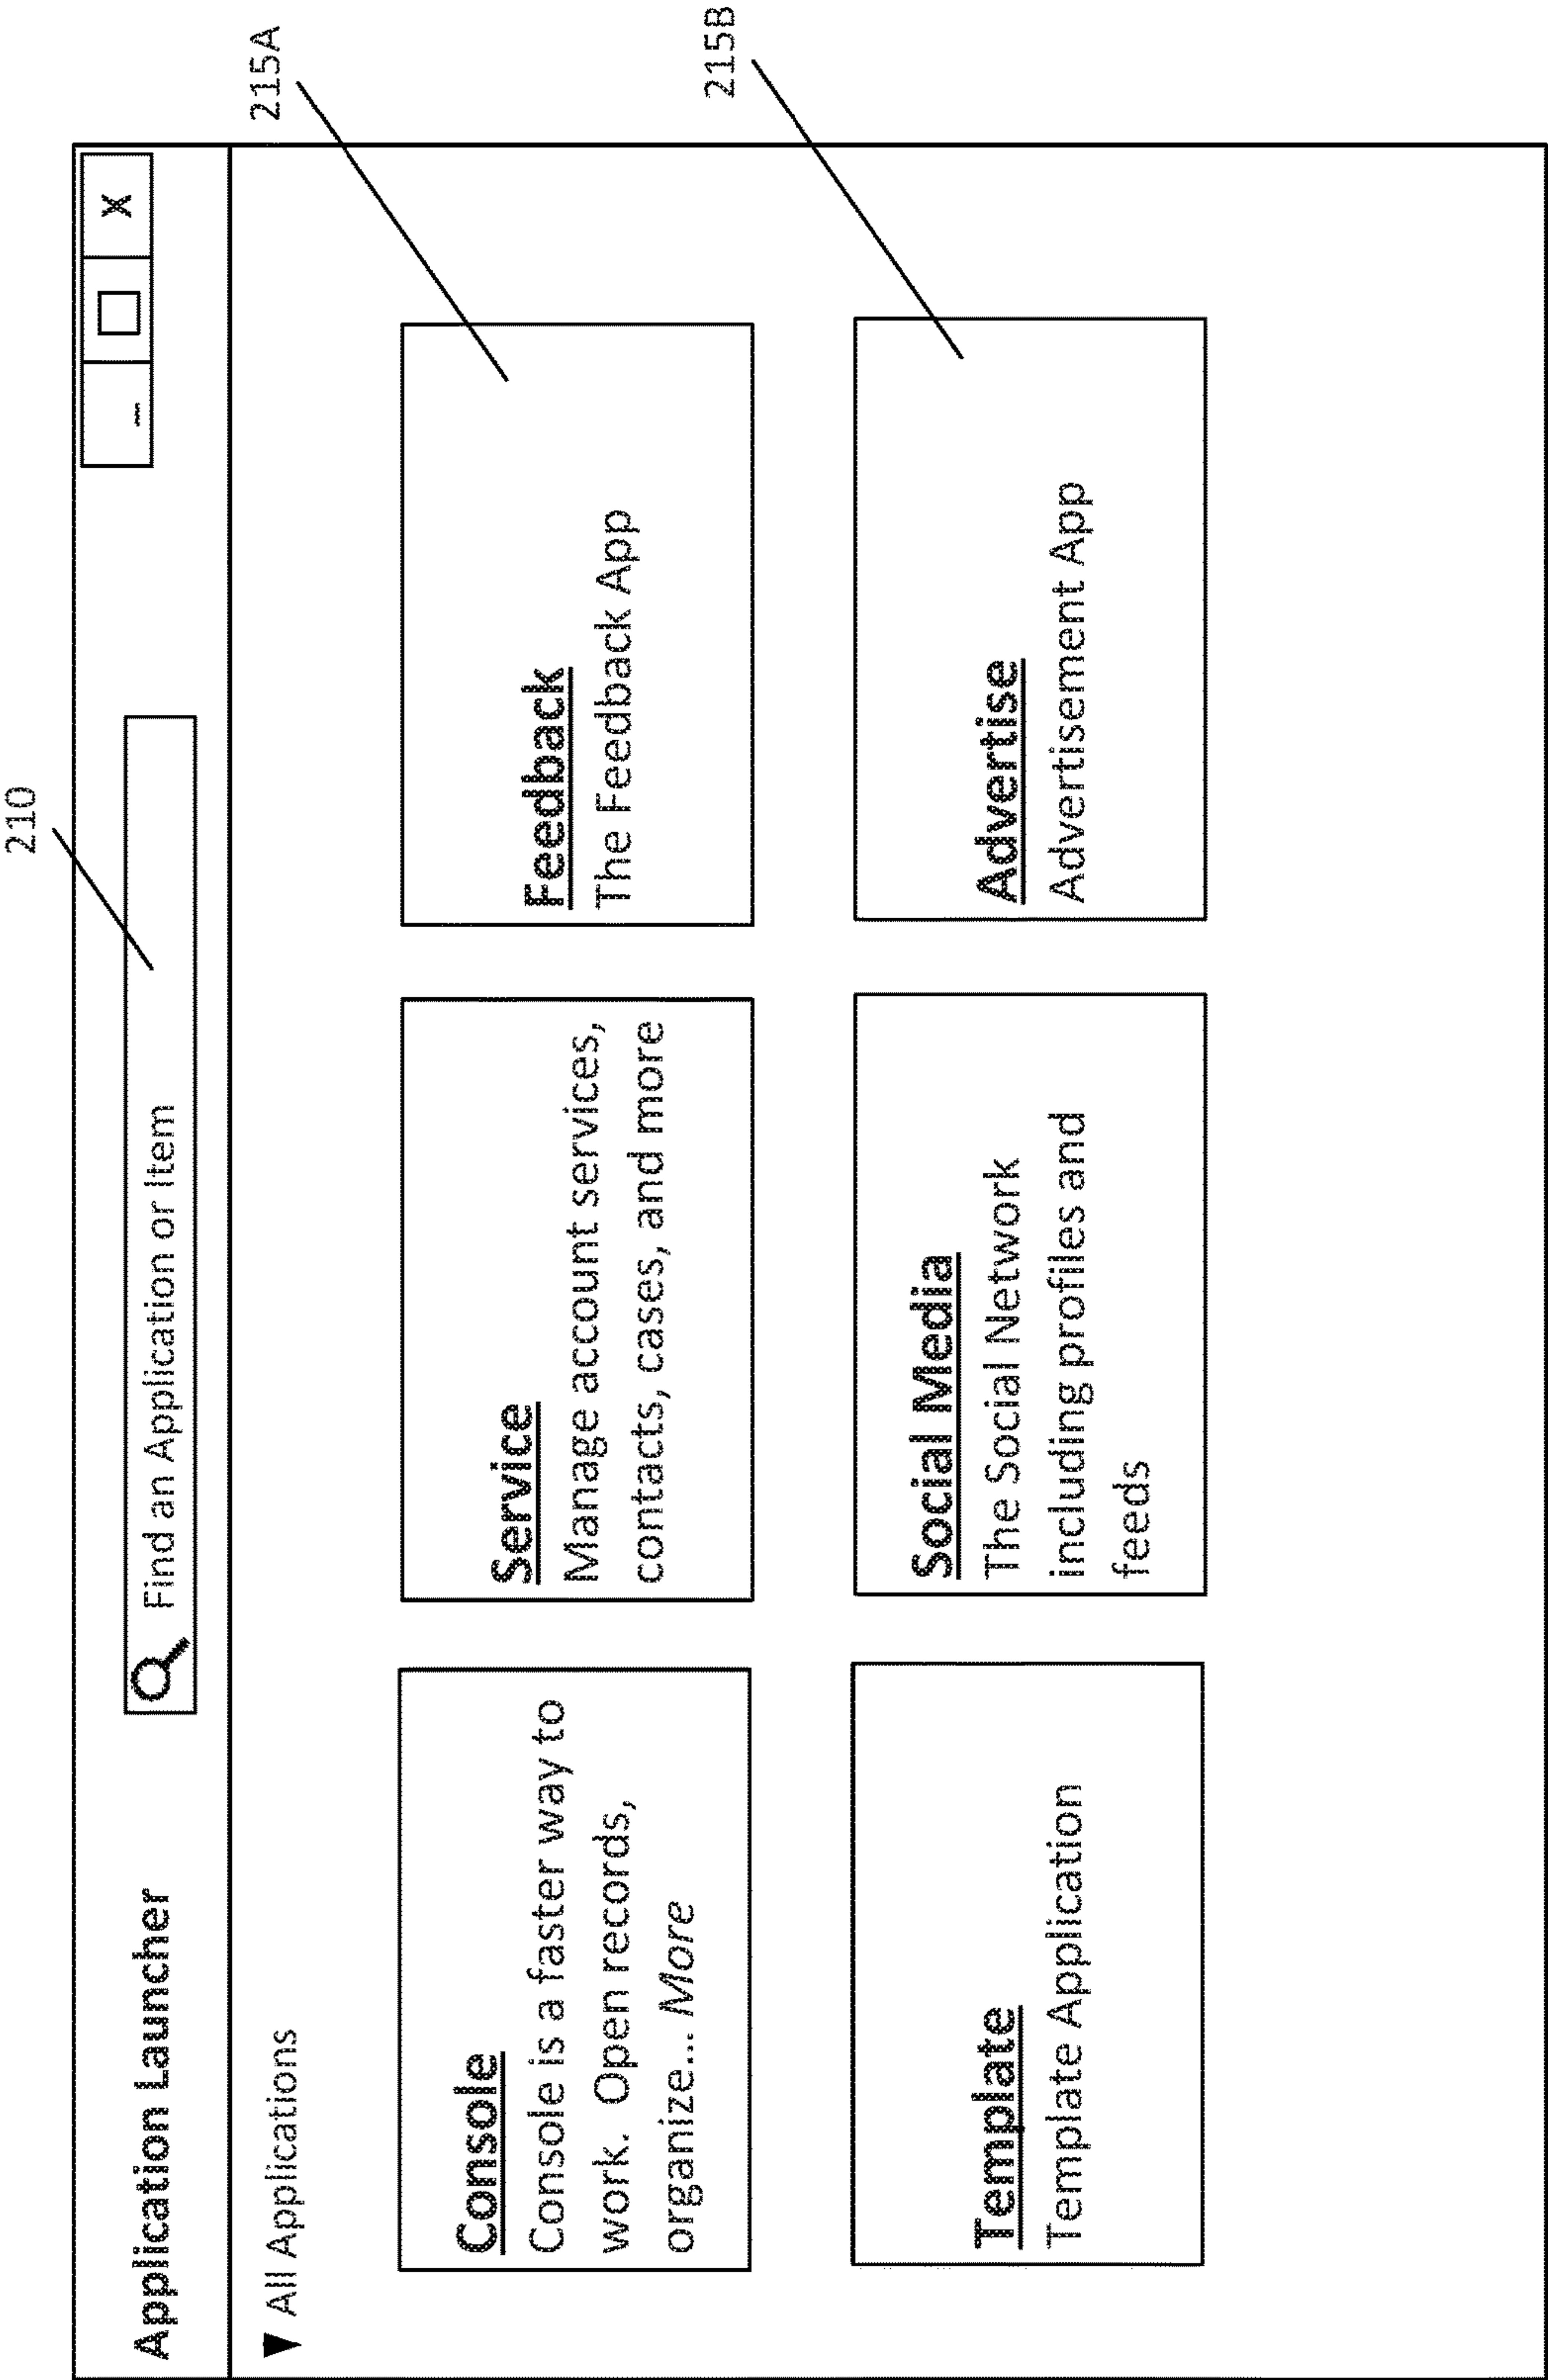 210
Application Launcher
Find an Application or Item
_ X
All Applications
215A
Console
Console is a faster way to
work. Open records,
organize... More
Service
Manage account services,
contacts, cases, and more
Feedback
The Feedback App
215B
Template
Template Application
Social Media
The Social Network
including profiles and
feeds
Advertise
Advertisement App